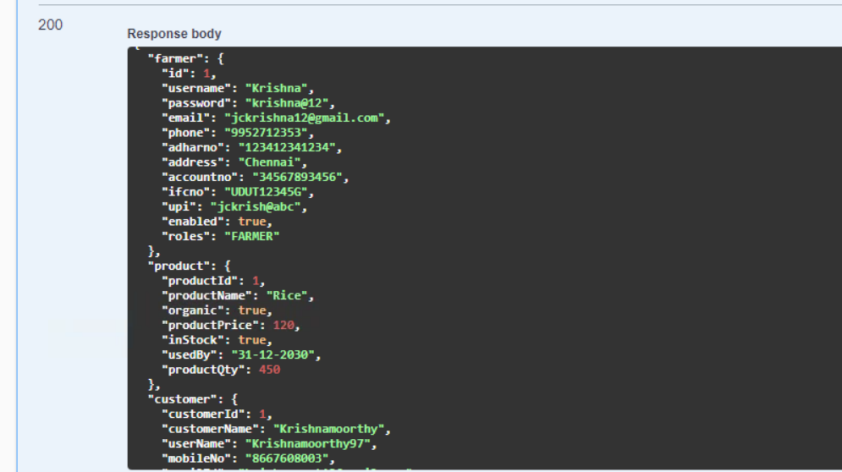 200
Response body
"farmer": {
"id": 1,
"username": "Krishna",
"password": "krishna@12",
"email": "jckrishna12@gmail.com",
"phone": "9952712353",
"adharno": "123412341234",
"address": "Chennai",
"accountno": "34567893456",
"ifcno": "UDUT12345G",
"upi": "jckrish@abc",
"enabled": true,
"roles": "FARMER"
},
"product": {
"productId": 1,
"productName": "Rice",
"organic": true,
"productPrice": 120,
"inStock": true,
"usedBy": "31-12-2030",
"productQty": 450
},
"customer": {
"customerId": 1,
"customerName": "Krishnamoorthy",
"userName": "Krishnamoorthy97",
"mobileNo": "8667608003",